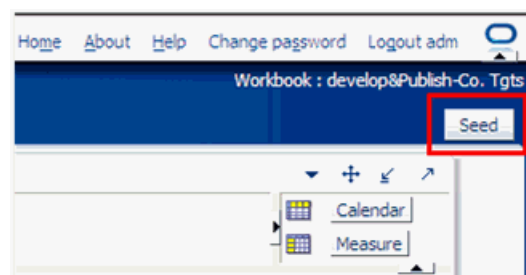 Home About Help Change password Logout adm
Workbook : develop&Publish-Co. Tgts
Seed
Calendar
Measure